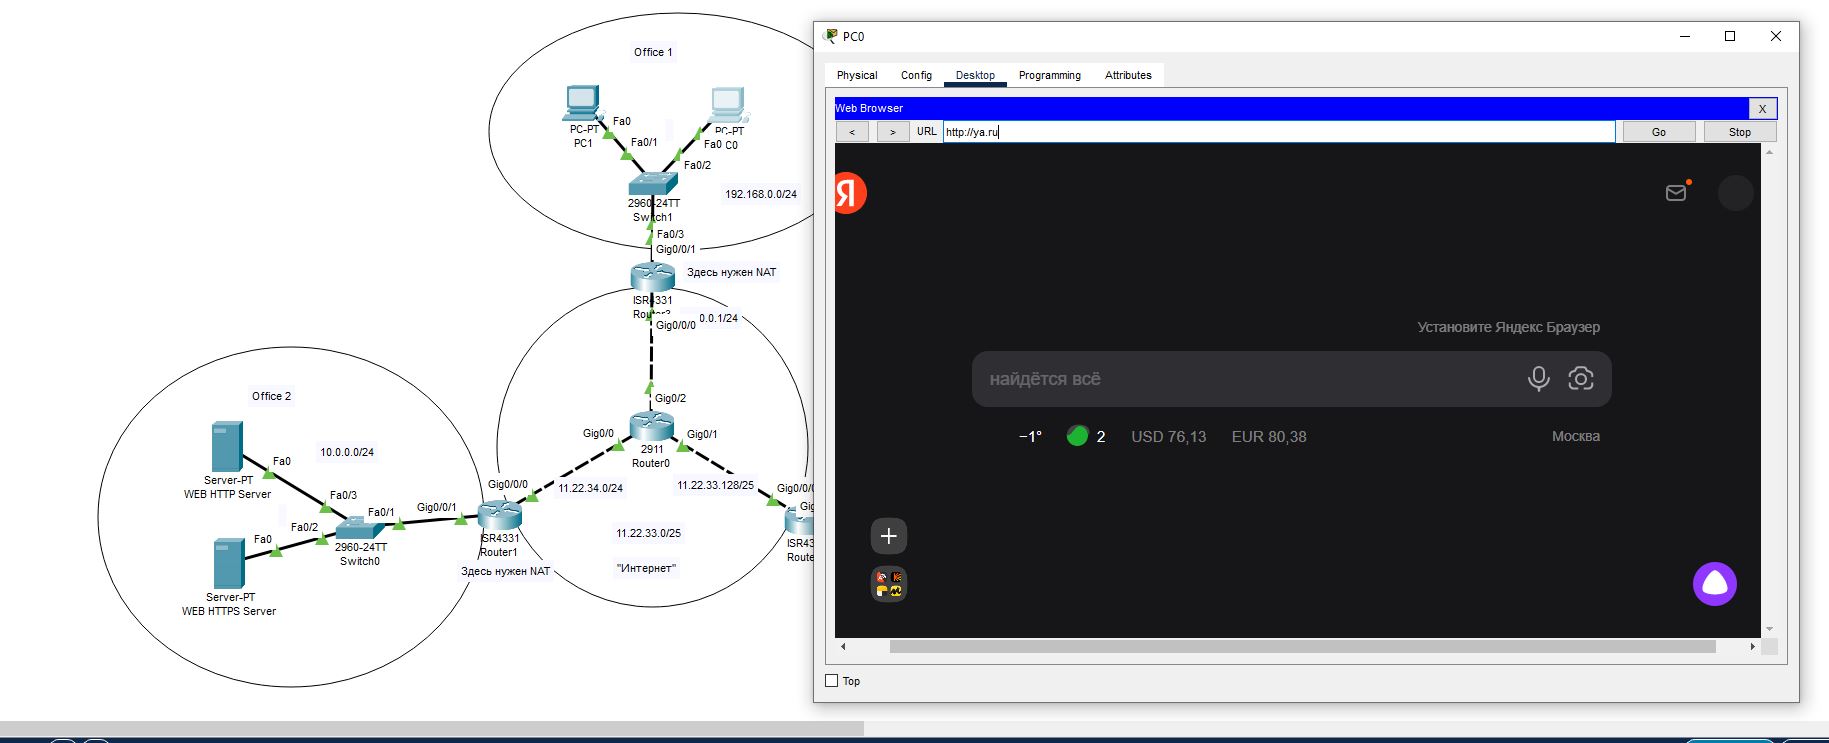 Office 1
PC-PT
PC1
Fa0
Fa0/1
PC-PT
C0
Fa0
Fa0/2
192.168.0.0/24
2960-24TT
Switch1
Fa0/3
Gig0/0/1
Здесь нужен NAT
ISR4331
0.0.1/24
Gig0/0/0
Gig0/2
Gig0/0
Gig0/1
2911
Router0
11.22.34.0/24
11.22.33.128/25
11.22.33.0/25
"Интернет"
Gig0/0/0
Gig
ISR43
Route
Office 2
10.0.0.0/24
Server-PT
WEB HTTP Server
Fa0
Fa0/3
Fa0/1
Gig0/0/1
Gig0/0/0
Fa0/2
Fa0
2960-24TT
Switch0
ISR4331
Router1
Здесь нужен NAT
Server-PT
WEB HTTPS Server
PC0
Physical Config Desktop Programming Attributes
Web Browser X
< > URL http://ya.ru Go Stop
Я
Установите Яндекс Браузер
найдётся всё
−1° 2 USD 76,13 EUR 80,38 Москва
Top